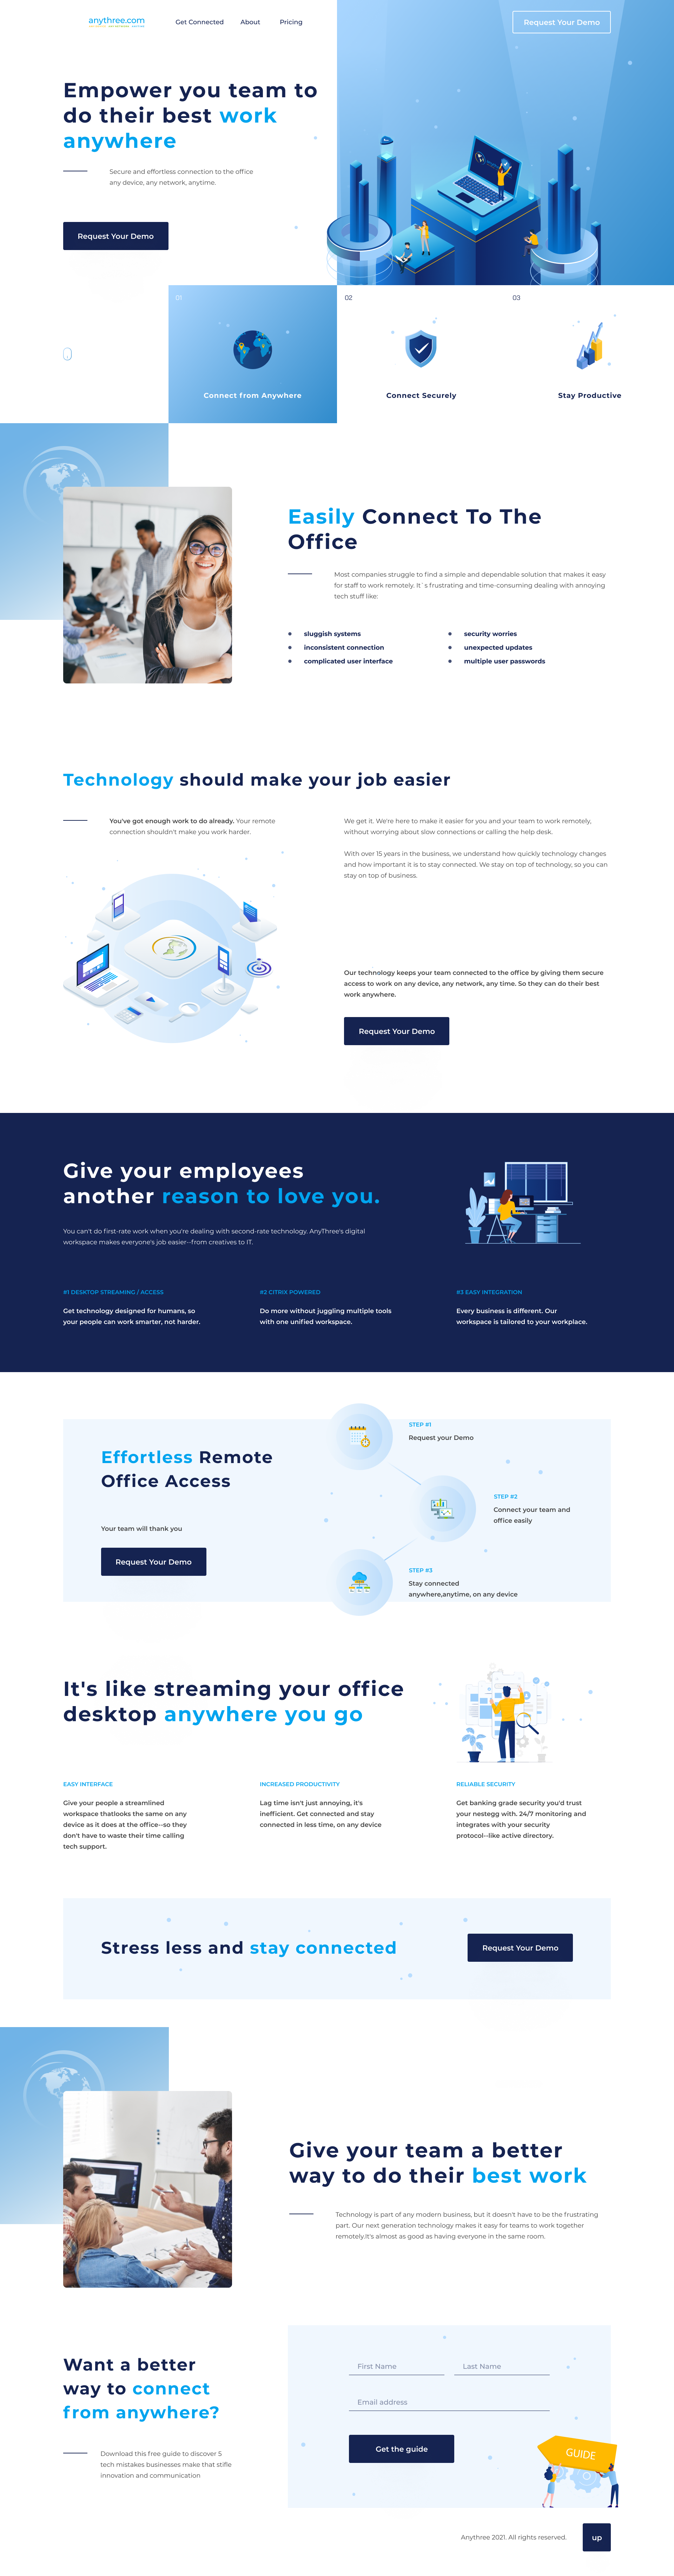 anythree.com
Get Connected About Pricing
Request Your Demo
Empower you team to
do their best work
anywhere
Secure and effortless connection to the office
any device, any network, anytime.
Request Your Demo
01
Connect from Anywhere
02
Connect Securely
03
Stay Productive
Easily Connect To The
Office
Most companies struggle to find a simple and dependable solution that makes it easy
for staff to work remotely. It`s frustrating and time-consuming dealing with annoying
tech stuff like:
sluggish systems
inconsistent connection
complicated user interface
security worries
unexpected updates
multiple user passwords
Technology should make your job easier
You've got enough work to do already. Your remote
connection shouldn't make you work harder.
We get it. We're here to make it easier for you and your team to work remotely,
without worrying about slow connections or calling the help desk.
With over 15 years in the business, we understand how quickly technology changes
and how important it is to stay connected. We stay on top of technology, so you can
stay on top of business.
Our technology keeps your team connected to the office by giving them secure
access to work on any device, any network, any time. So they can do their best
work anywhere.
Request Your Demo
Give your employees
another reason to love you.
You can't do first-rate work when you're dealing with second-rate technology. AnyThree's digital
workspace makes everyone's job easier--from creatives to IT.
#1 DESKTOP STREAMING / ACCESS
Get technology designed for humans, so
your people can work smarter, not harder.
#2 CITRIX POWERED
Do more without juggling multiple tools
with one unified workspace.
#3 EASY INTEGRATION
Every business is different. Our
workspace is tailored to your workplace.
Effortless Remote
Office Access
Your team will thank you
Request Your Demo
STEP #1
Request your Demo
STEP #2
Connect your team and
office easily
STEP #3
Stay connected
anywhere,anytime, on any device
It's like streaming your office
desktop anywhere you go
EASY INTERFACE
Give your people a streamlined
workspace thatlooks the same on any
device as it does at the office--so they
don't have to waste their time calling
tech support.
INCREASED PRODUCTIVITY
Lag time isn't just annoying, it's
inefficient. Get connected and stay
connected in less time, on any device
RELIABLE SECURITY
Get banking grade security you'd trust
your nestegg with. 24/7 monitoring and
integrates with your security
protocol--like active directory.
Stress less and stay connected
Request Your Demo
Give your team a better
way to do their best work
Technology is part of any modern business, but it doesn't have to be the frustrating
part. Our next generation technology makes it easy for teams to work together
remotely.It's almost as good as having everyone in the same room.
Want a better
way to connect
from anywhere?
Download this free guide to discover 5
tech mistakes businesses make that stifle
innovation and communication
First Name
Last Name
Email address
Get the guide
GUIDE
Anythree 2021. All rights reserved.
up